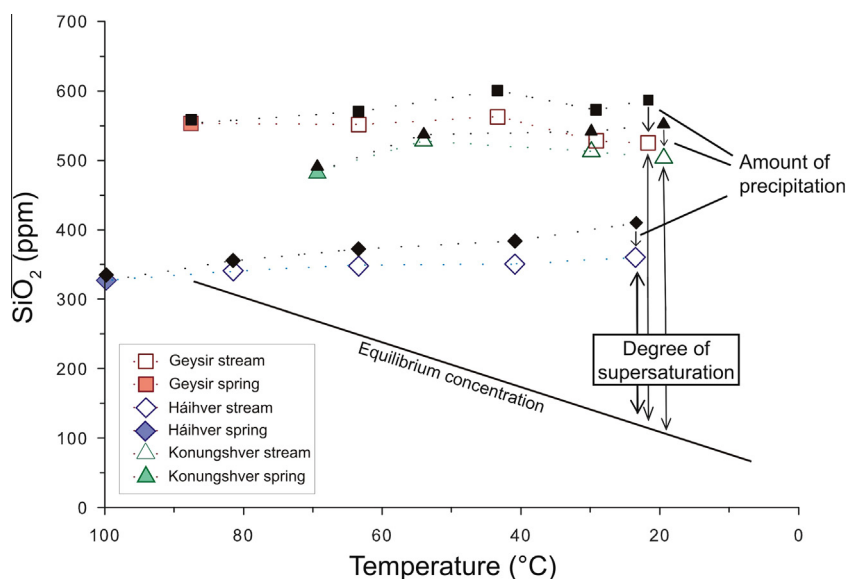 700
600
500
400
300
200
100
0
SiO₂ (ppm)
100
80
60
40
20
0
Temperature (°C)
Amount of
precipitation
Degree of
supersaturation
Equilibrium concentration
Geysir stream
Geysir spring
Háihver stream
Háihver spring
Konungshver stream
Konungshver spring